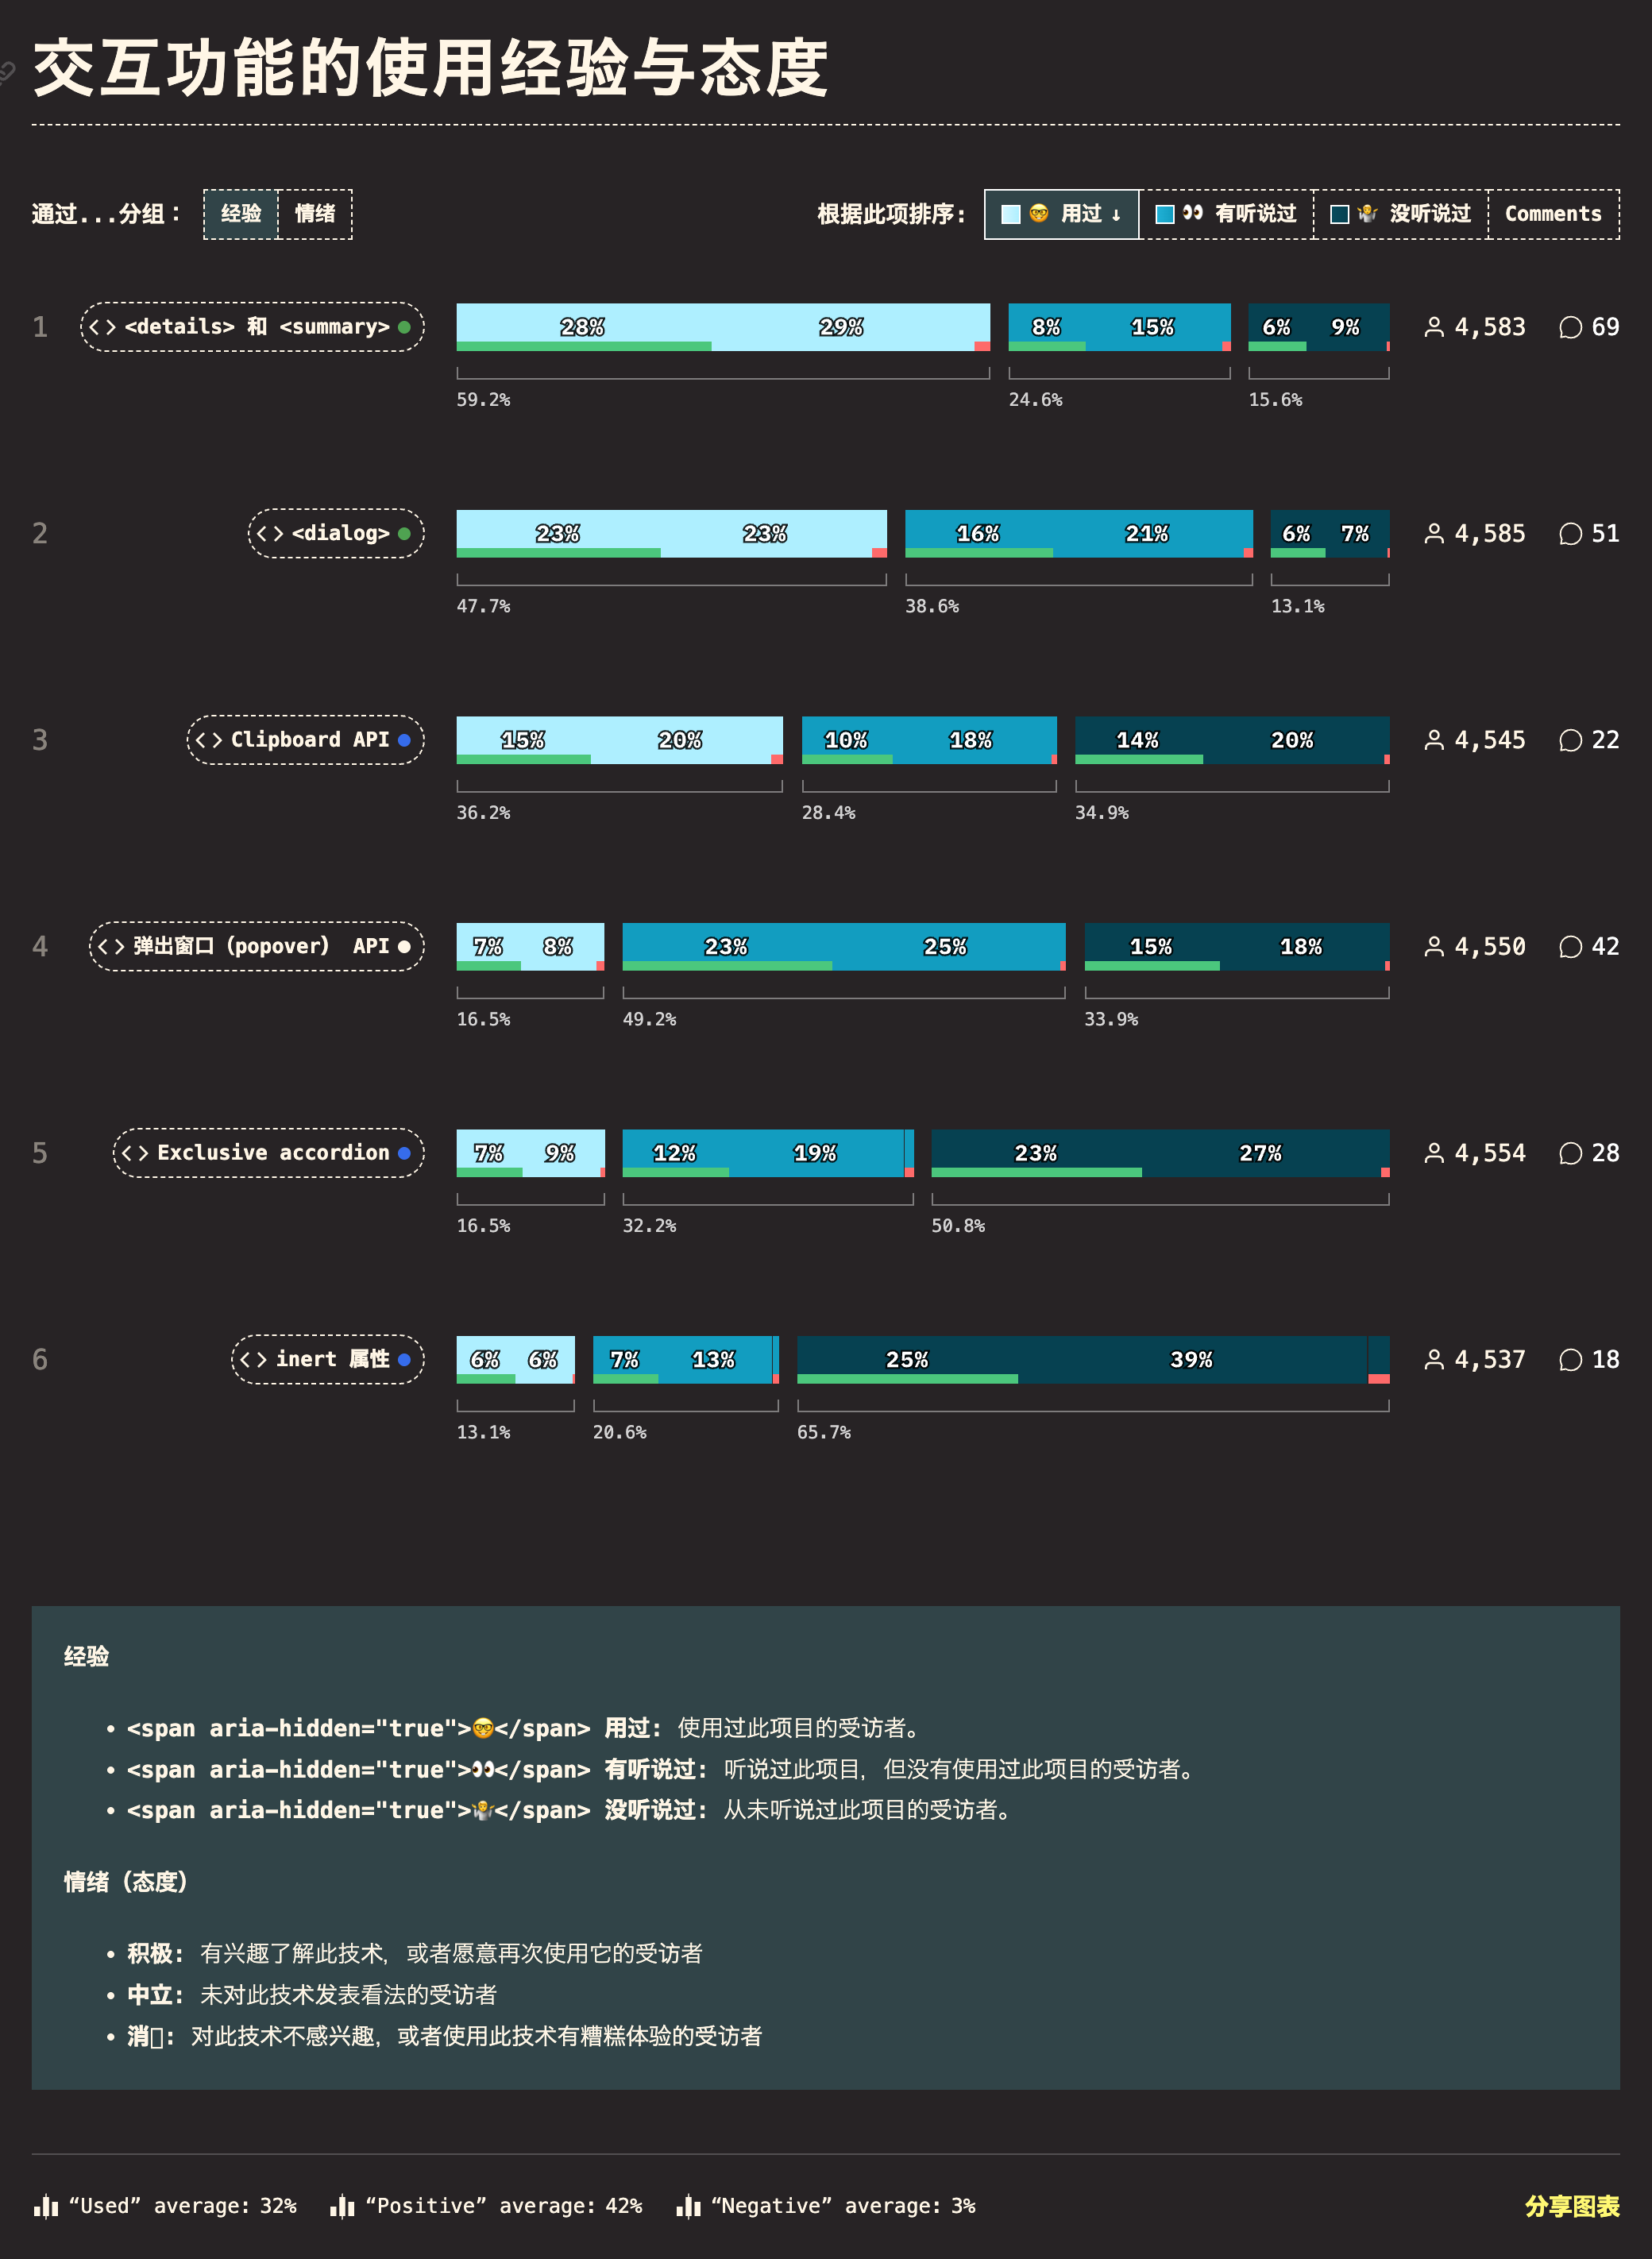 交互功能的使用经验与态度
通过...分组： 经验 情绪 根据此项排序: 🤓 用过 ↓ 👀 有听说过 🤷 没听说过 Comments
1 <> <details> 和 <summary> 28% 29% 8% 15% 6% 9% 4,583 69
59.2% 24.6% 15.6%
2 <> <dialog> 23% 23% 16% 21% 6% 7% 4,585 51
47.7% 38.6% 13.1%
3 <> Clipboard API 15% 20% 10% 18% 14% 20% 4,545 22
36.2% 28.4% 34.9%
4 <> 弹出窗口（popover） API 7% 8% 23% 25% 15% 18% 4,550 42
16.5% 49.2% 33.9%
5 <> Exclusive accordion 7% 9% 12% 19% 23% 27% 4,554 28
16.5% 32.2% 50.8%
6 <> inert 属性 6% 6% 7% 13% 25% 39% 4,537 18
13.1% 20.6% 65.7%
经验
• <span aria-hidden="true">🤓</span> 用过: 使用过此项目的受访者。
• <span aria-hidden="true">👀</span> 有听说过: 听说过此项目，但没有使用过此项目的受访者。
• <span aria-hidden="true">🤷</span> 没听说过: 从未听说过此项目的受访者。
情绪（态度）
• 积极: 有兴趣了解此技术，或者愿意再次使用它的受访者
• 中立: 未对此技术发表看法的受访者
• 消▯: 对此技术不感兴趣，或者使用此技术有糟糕体验的受访者
“Used” average: 32% “Positive” average: 42% “Negative” average: 3% 分享图表